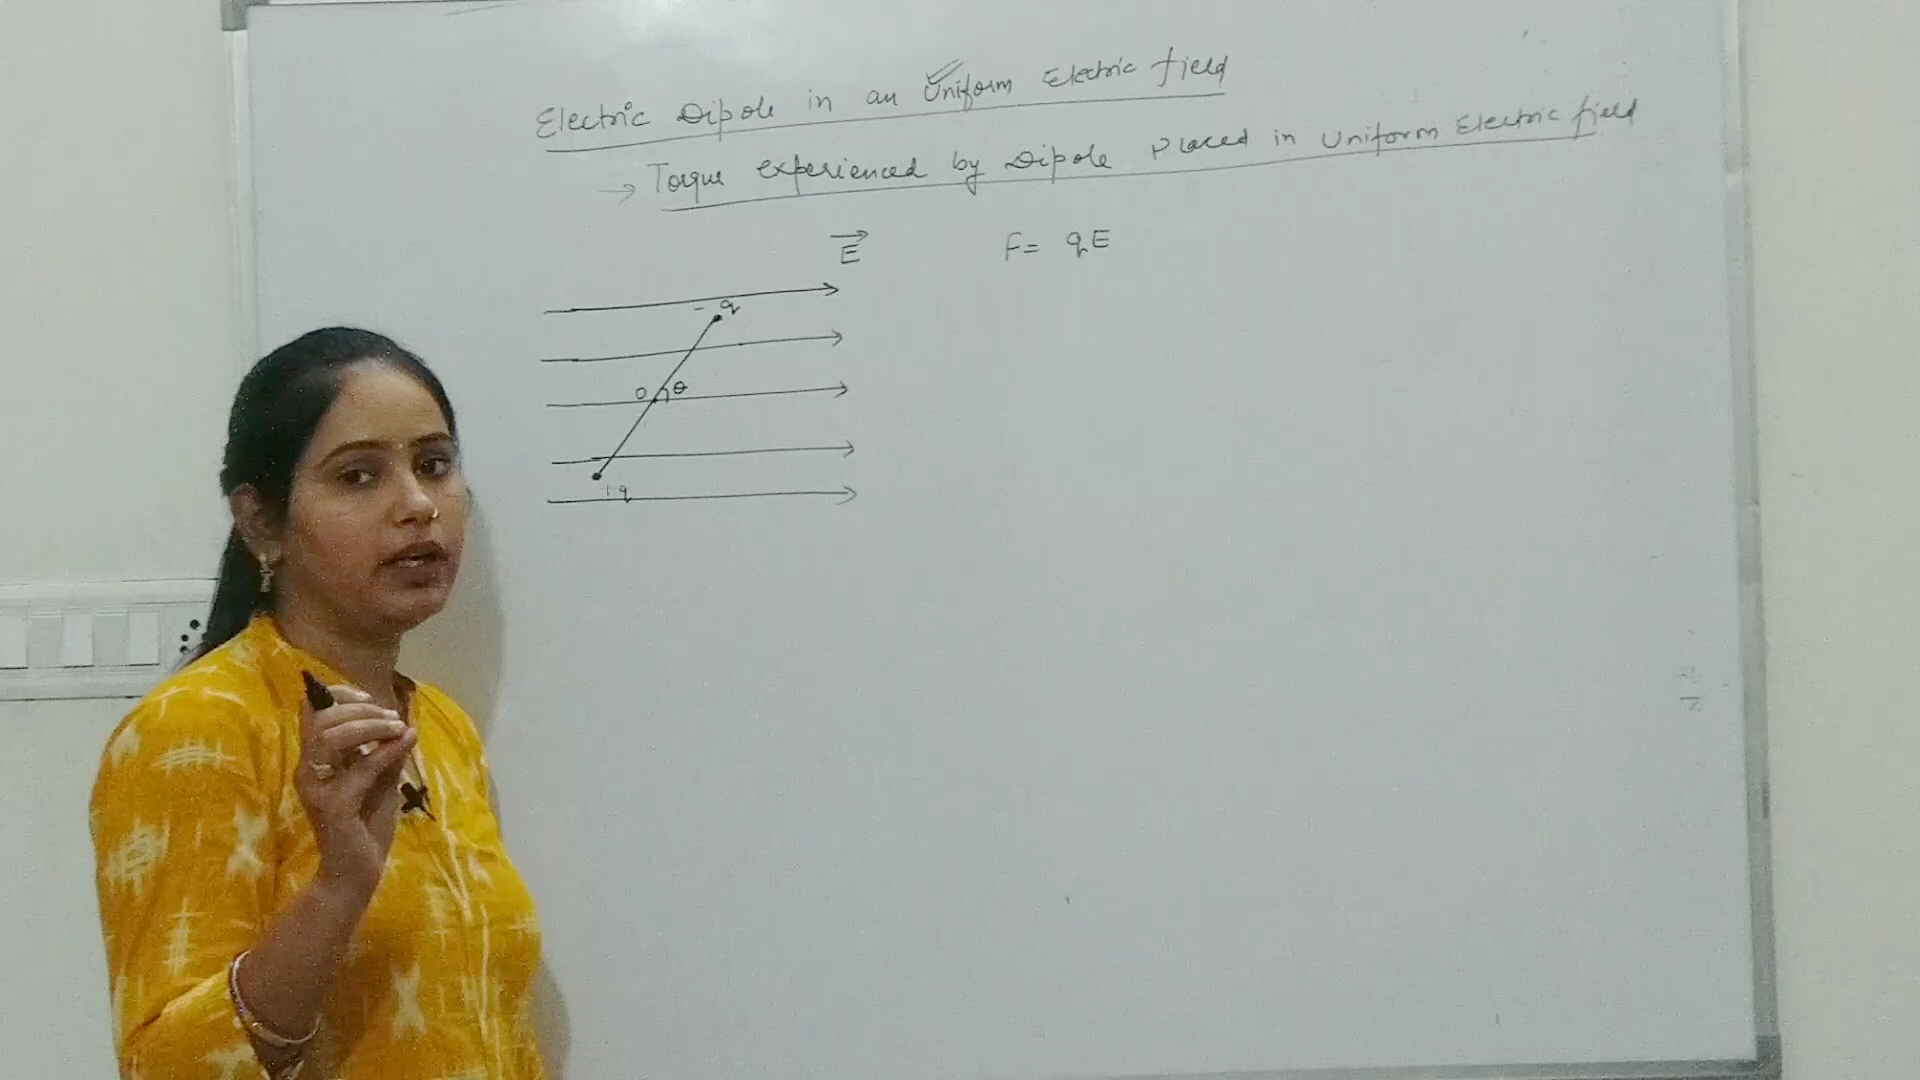 Electric Dipole in an Uniform Electric field
→ Torque experienced by Dipole Placed in Uniform Electric field
E F= qE
- q
O θ
+q